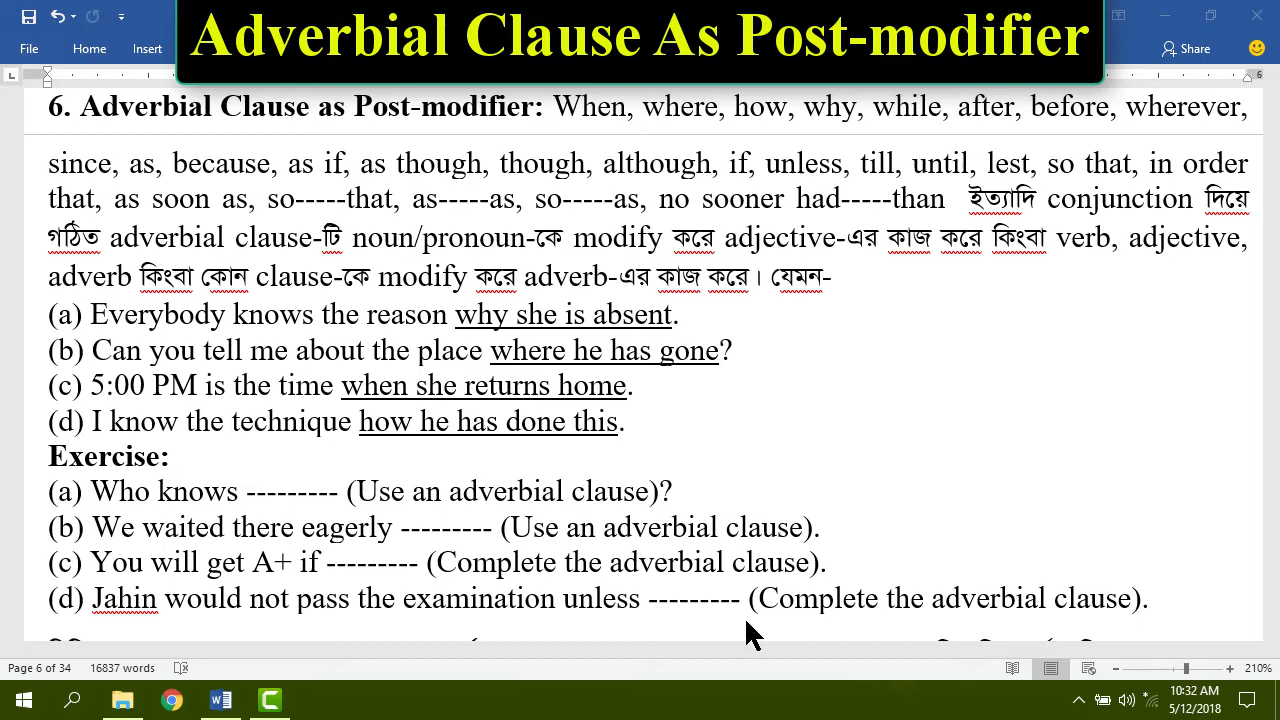 Adverbial Clause As Post-modifier
File Home Insert Share
6
6. Adverbial Clause as Post-modifier: When, where, how, why, while, after, before, wherever,
since, as, because, as if, as though, though, although, if, unless, till, until, lest, so that, in order
that, as soon as, so-----that, as-----as, so-----as, no sooner had-----than ইত্যাদি conjunction দিয়ে
গঠিত adverbial clause-টি noun/pronoun-কে modify করে adjective-এর কাজ করে কিংবা verb, adjective,
adverb কিংবা কোন clause-কে modify করে adverb-এর কাজ করে। যেমন-
(a) Everybody knows the reason why she is absent.
(b) Can you tell me about the place where he has gone?
(c) 5:00 PM is the time when she returns home.
(d) I know the technique how he has done this.
Exercise:
(a) Who knows --------- (Use an adverbial clause)?
(b) We waited there eagerly --------- (Use an adverbial clause).
(c) You will get A+ if --------- (Complete the adverbial clause).
(d) Jahin would not pass the examination unless --------- (Complete the adverbial clause).
Page 6 of 34 16837 words 210%
10:32 AM
5/12/2018